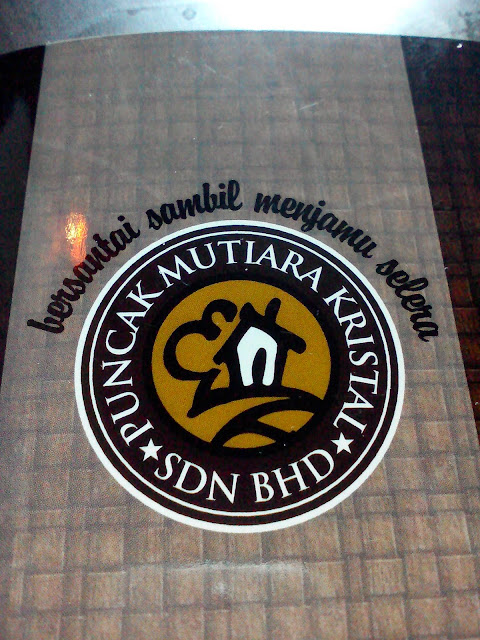 bersantai sambil menjamu selera
PUNCAK MUTIARA KRISTAL
★ SDN BHD ★